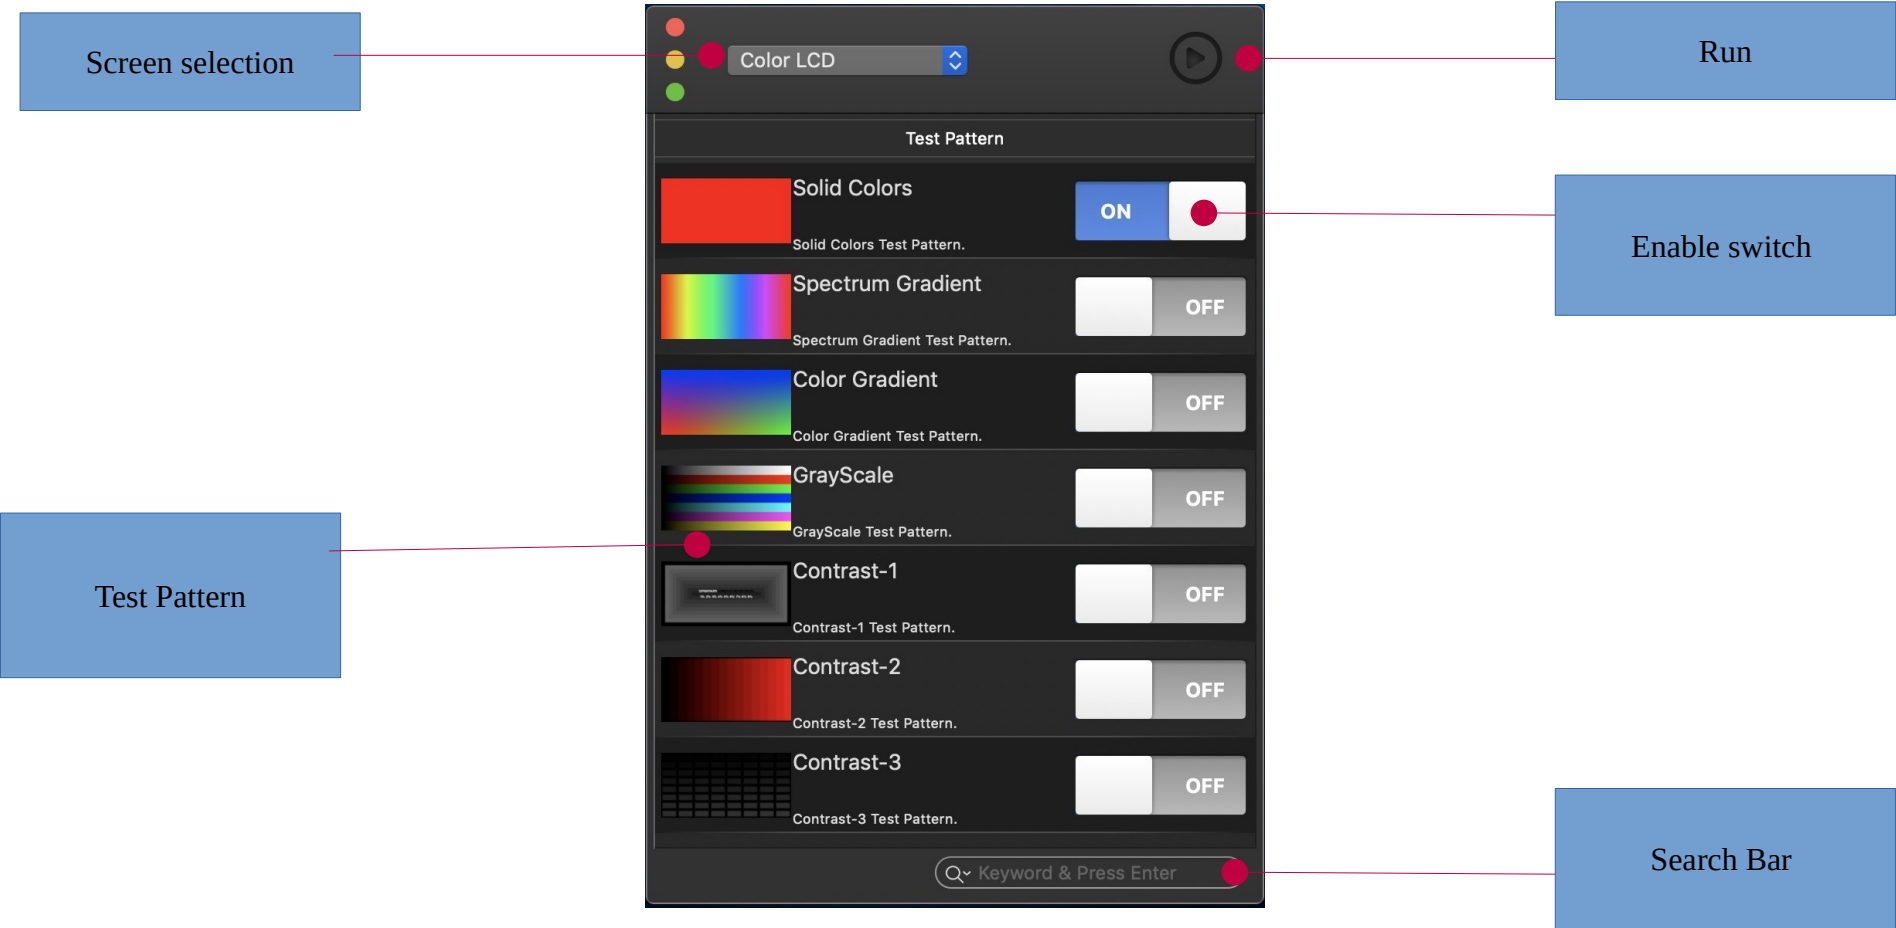 Screen selection
Color LCD
Run
Test Pattern
Solid Colors
ON
Solid Colors Test Pattern.
Enable switch
Spectrum Gradient
OFF
Spectrum Gradient Test Pattern.
Color Gradient
OFF
Color Gradient Test Pattern.
GrayScale
OFF
GrayScale Test Pattern.
Test Pattern
Contrast-1
OFF
Contrast-1 Test Pattern.
Contrast-2
OFF
Contrast-2 Test Pattern.
Contrast-3
OFF
Contrast-3 Test Pattern.
Keyword & Press Enter
Search Bar